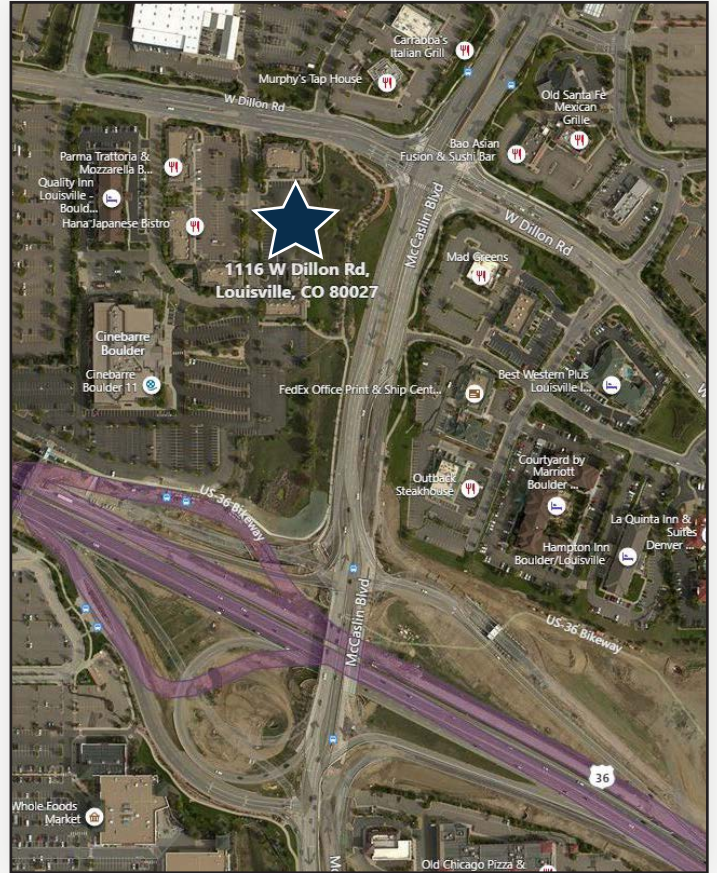 Carrabba's
Italian Grill
Murphy's Tap House
W Dillon Rd
Old Santa Fe
Mexican
Grille
Bao Asian
Fusion & Sushi Bar
Parma Trattoria &
Mozzarella B...
Quality Inn
Louisville -
Bould...
Hana Japanese Bistro
McCaslin Blvd
W Dillon Rd
1116 W Dillon Rd,
Louisville, CO 80027
Mad Greens
Cinebarre
Boulder
Cinebarre
Boulder 11
FedEx Office Print & Ship Cent...
Best Western Plus
Louisville I...
W
Outback
Steakhouse
Courtyard by
Marriott
Boulder ...
La Quinta Inn &
Suites
Denver ...
Hampton Inn
Boulder/Louisville
US-36 Bikeway
McCaslin Blvd
US-36 Bikeway
36
Whole Foods
Market
Mc
Old Chicago Pizza &